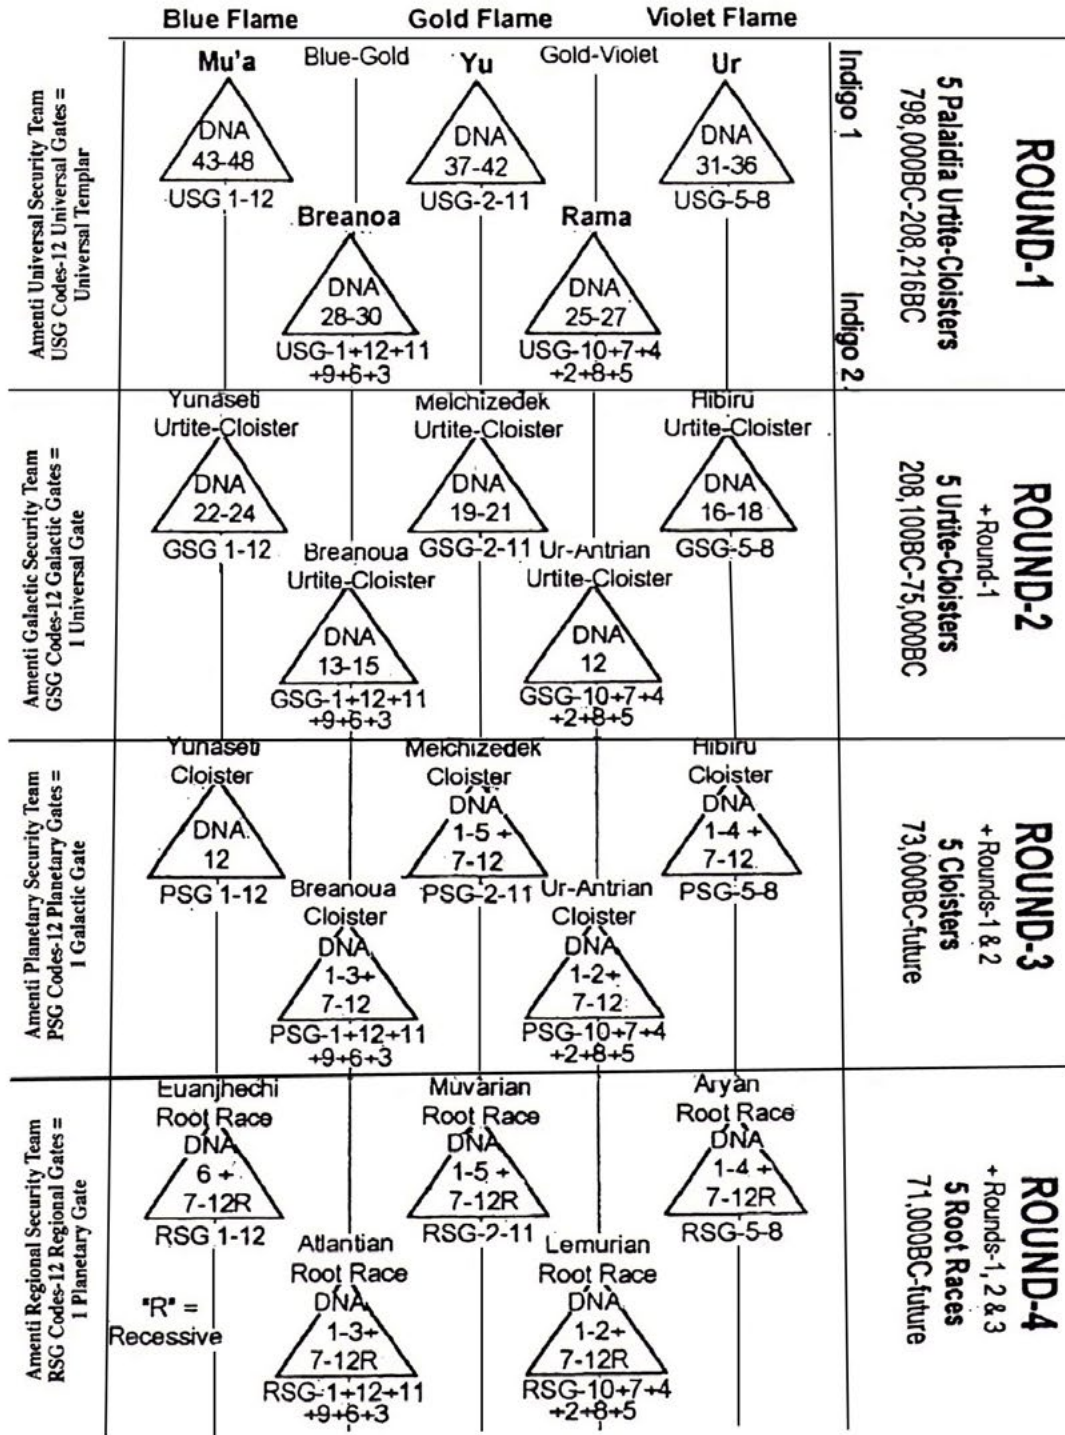 Blue Flame Gold Flame Violet Flame
Mu'a Blue-Gold Yu Gold-Violet Ur
DNA DNA DNA
43-48 37-42 31-36
USG 1-12 USG-2-11 USG-5-8
Breanoa Rama
DNA DNA
28-30 25-27
USG-1+12+11 USG-10+7+4
+9+6+3 +2+8+5
Amenti Universal Security Team
USG Codes-12 Universal Gates =
Universal Templar
Indigo 1
Indigo 2
ROUND-1
5 Palaidia Urtite-Cloisters
798,000BC-208,216BC
Yunaseti Melchizedek Hibiru
Urtite-Cloister Urtite-Cloister Urtite-Cloister
DNA DNA DNA
22-24 19-21 16-18
GSG 1-12 GSG-2-11 GSG-5-8
Breanoua Ur-Antrian
Urtite-Cloister Urtite-Cloister
DNA DNA
13-15 12
GSG-1+12+11 GSG-10+7+4
+9+6+3 +2+8+5
Amenti Galactic Security Team
GSG Codes-12 Galactic Gates =
1 Universal Gate
ROUND-2
+Round-1
5 Urtite-Cloisters
208,100BC-75,000BC
Yunaseti Melchizedek Hibiru
Cloister Cloister Cloister
DNA DNA DNA
12 1-5 + 1-4 +
7-12 7-12
PSG 1-12 PSG-2-11 PSG-5-8
Breanoua Ur-Antrian
Cloister Cloister
DNA DNA
1-3+ 1-2+
7-12 7-12
PSG-1+12+11 PSG-10+7+4
+9+6+3 +2+8+5
Amenti Planetary Security Team
PSG Codes-12 Planetary Gates =
1 Galactic Gate
ROUND-3
+Rounds-1 & 2
5 Cloisters
73,000BC-future
Euanjhechi Muvarian Aryan
Root Race Root Race Root Race
DNA DNA DNA
6 + 1-5 + 1-4 +
7-12R 7-12R 7-12R
RSG 1-12 RSG-2-11 RSG-5-8
Atlantian Lemurian
Root Race Root Race
DNA DNA
1-3+ 1-2+
7-12R 7-12R
RSG-1+12+11 RSG-10+7+4
+9+6+3 +2+8+5
"R" =
Recessive
Amenti Regional Security Team
RSG Codes-12 Regional Gates =
1 Planetary Gate
ROUND-4
+Rounds-1, 2 & 3
5 Root Races
71,000BC-future